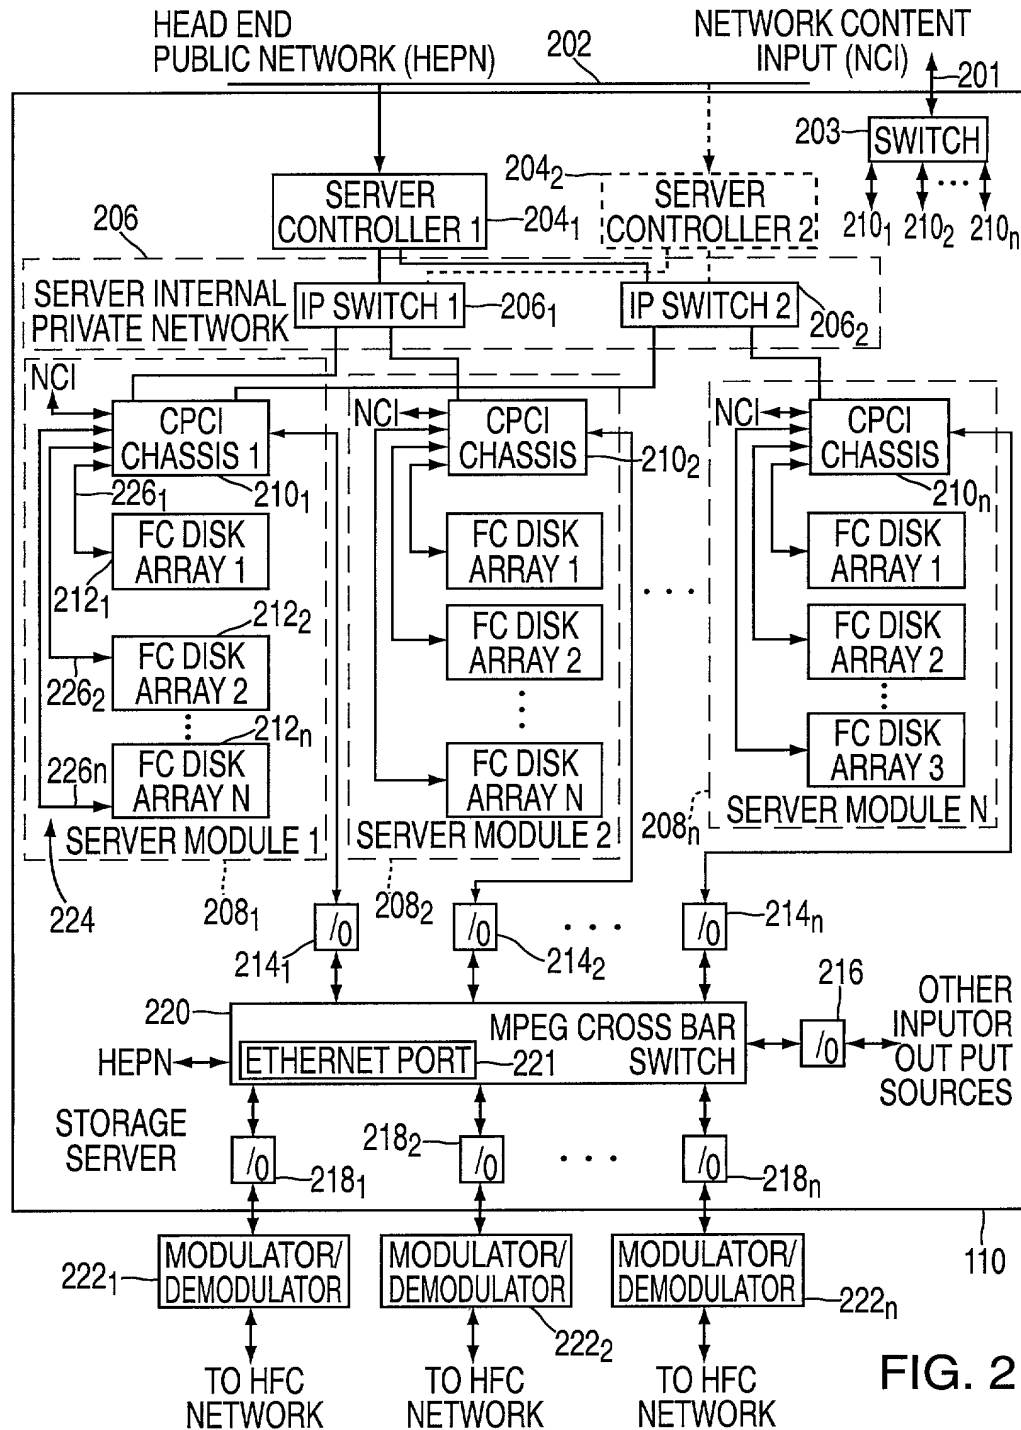 HEAD END
PUBLIC NETWORK (HEPN)
202
NETWORK CONTENT
INPUT (NCI)
201
203
SWITCH
210₁
210₂
210ₙ
204₂
SERVER
CONTROLLER 1
204₁
SERVER
CONTROLLER 2
206
SERVER INTERNAL
PRIVATE NETWORK
IP SWITCH 1
206₁
IP SWITCH 2
206₂
NCI
CPCI
CHASSIS 1
210₁
226₁
FC DISK
ARRAY 1
212₁
212₂
FC DISK
ARRAY 2
226₂
212ₙ
FC DISK
ARRAY N
226n
SERVER MODULE 1
224
208₁
NCI
CPCI
CHASSIS
210₂
FC DISK
ARRAY 1
FC DISK
ARRAY 2
FC DISK
ARRAY N
SERVER MODULE 2
208₂
NCI
CPCI
CHASSIS
210ₙ
FC DISK
ARRAY 1
FC DISK
ARRAY 2
FC DISK
ARRAY 3
SERVER MODULE N
208ₙ
/0
214₁
/0
214₂
/0
214ₙ
220
MPEG CROSS BAR
SWITCH
HEPN
ETHERNET PORT
221
216
/0
OTHER
INPUTOR
OUT PUT
SOURCES
STORAGE
SERVER
/0
218₁
218₂
/0
/0
218ₙ
110
222₁
MODULATOR/
DEMODULATOR
MODULATOR/
DEMODULATOR
222₂
MODULATOR/
DEMODULATOR
222ₙ
TO HFC
NETWORK
TO HFC
NETWORK
TO HFC
NETWORK
FIG. 2